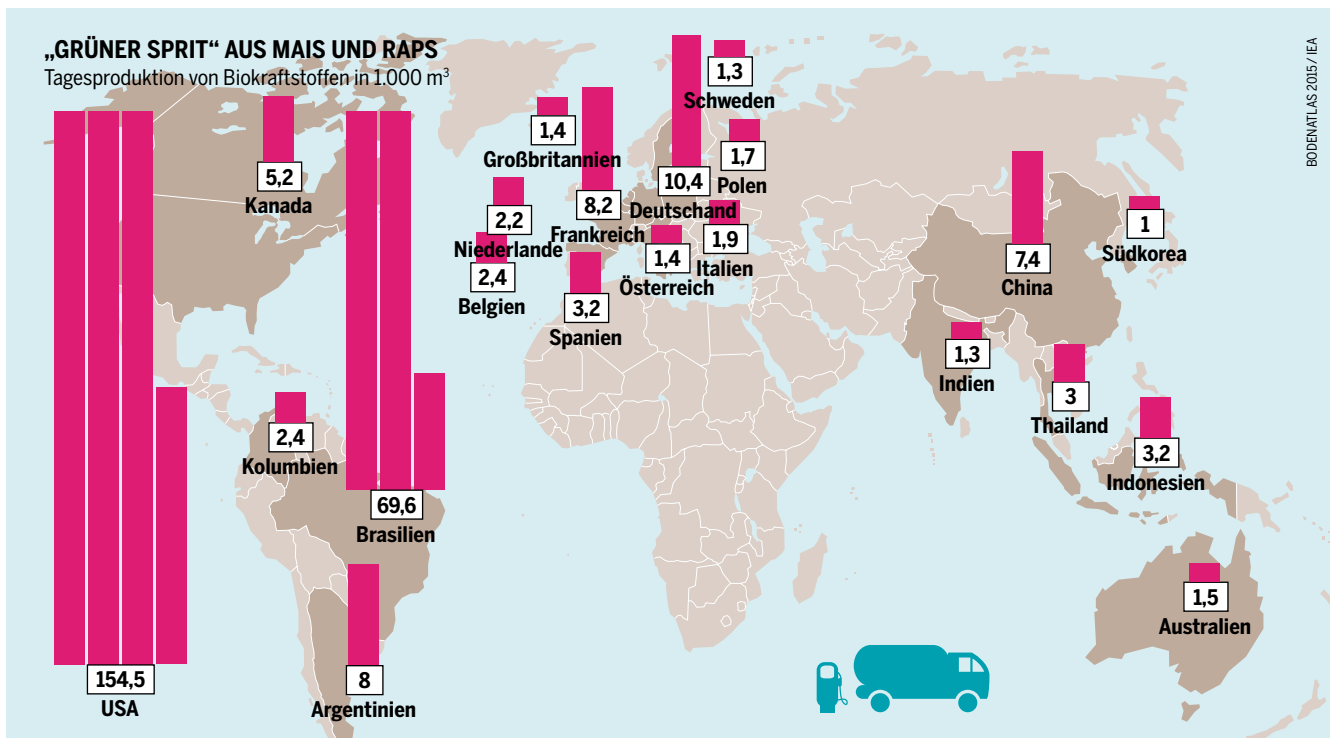 „GRÜNER SPRIT“ AUS MAIS UND RAPS
Tagesproduktion von Biokraftstoffen in 1.000 m³
154,5
USA
5,2
Kanada
2,4
Kolumbien
69,6
Brasilien
8
Argentinien
1,4
Großbritannien
2,2
Niederlande
2,4
Belgien
8,2
Frankreich
3,2
Spanien
10,4
Deutschand
1,3
Schweden
1,7
Polen
1,4
Österreich
1,9
Italien
7,4
China
1
Südkorea
1,3
Indien
3
Thailand
3,2
Indonesien
1,5
Australien
BODENATLAS 2015 / IEA